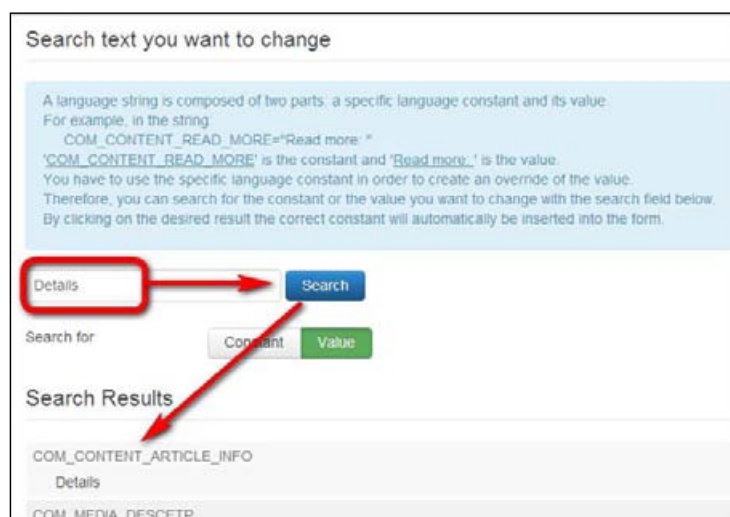 Search text you want to change
A language string is composed of two parts: a specific language constant and its value.
For example, in the string:
COM_CONTENT_READ_MORE="Read more: "
'COM_CONTENT_READ_MORE' is the constant and 'Read more: ' is the value.
You have to use the specific language constant in order to create an override of the value.
Therefore, you can search for the constant or the value you want to change with the search field below.
By clicking on the desired result the correct constant will automatically be inserted into the form.
Details Search
Search for Constant Value
Search Results
COM_CONTENT_ARTICLE_INFO
Details
COM_MEDIA_DESCFTP